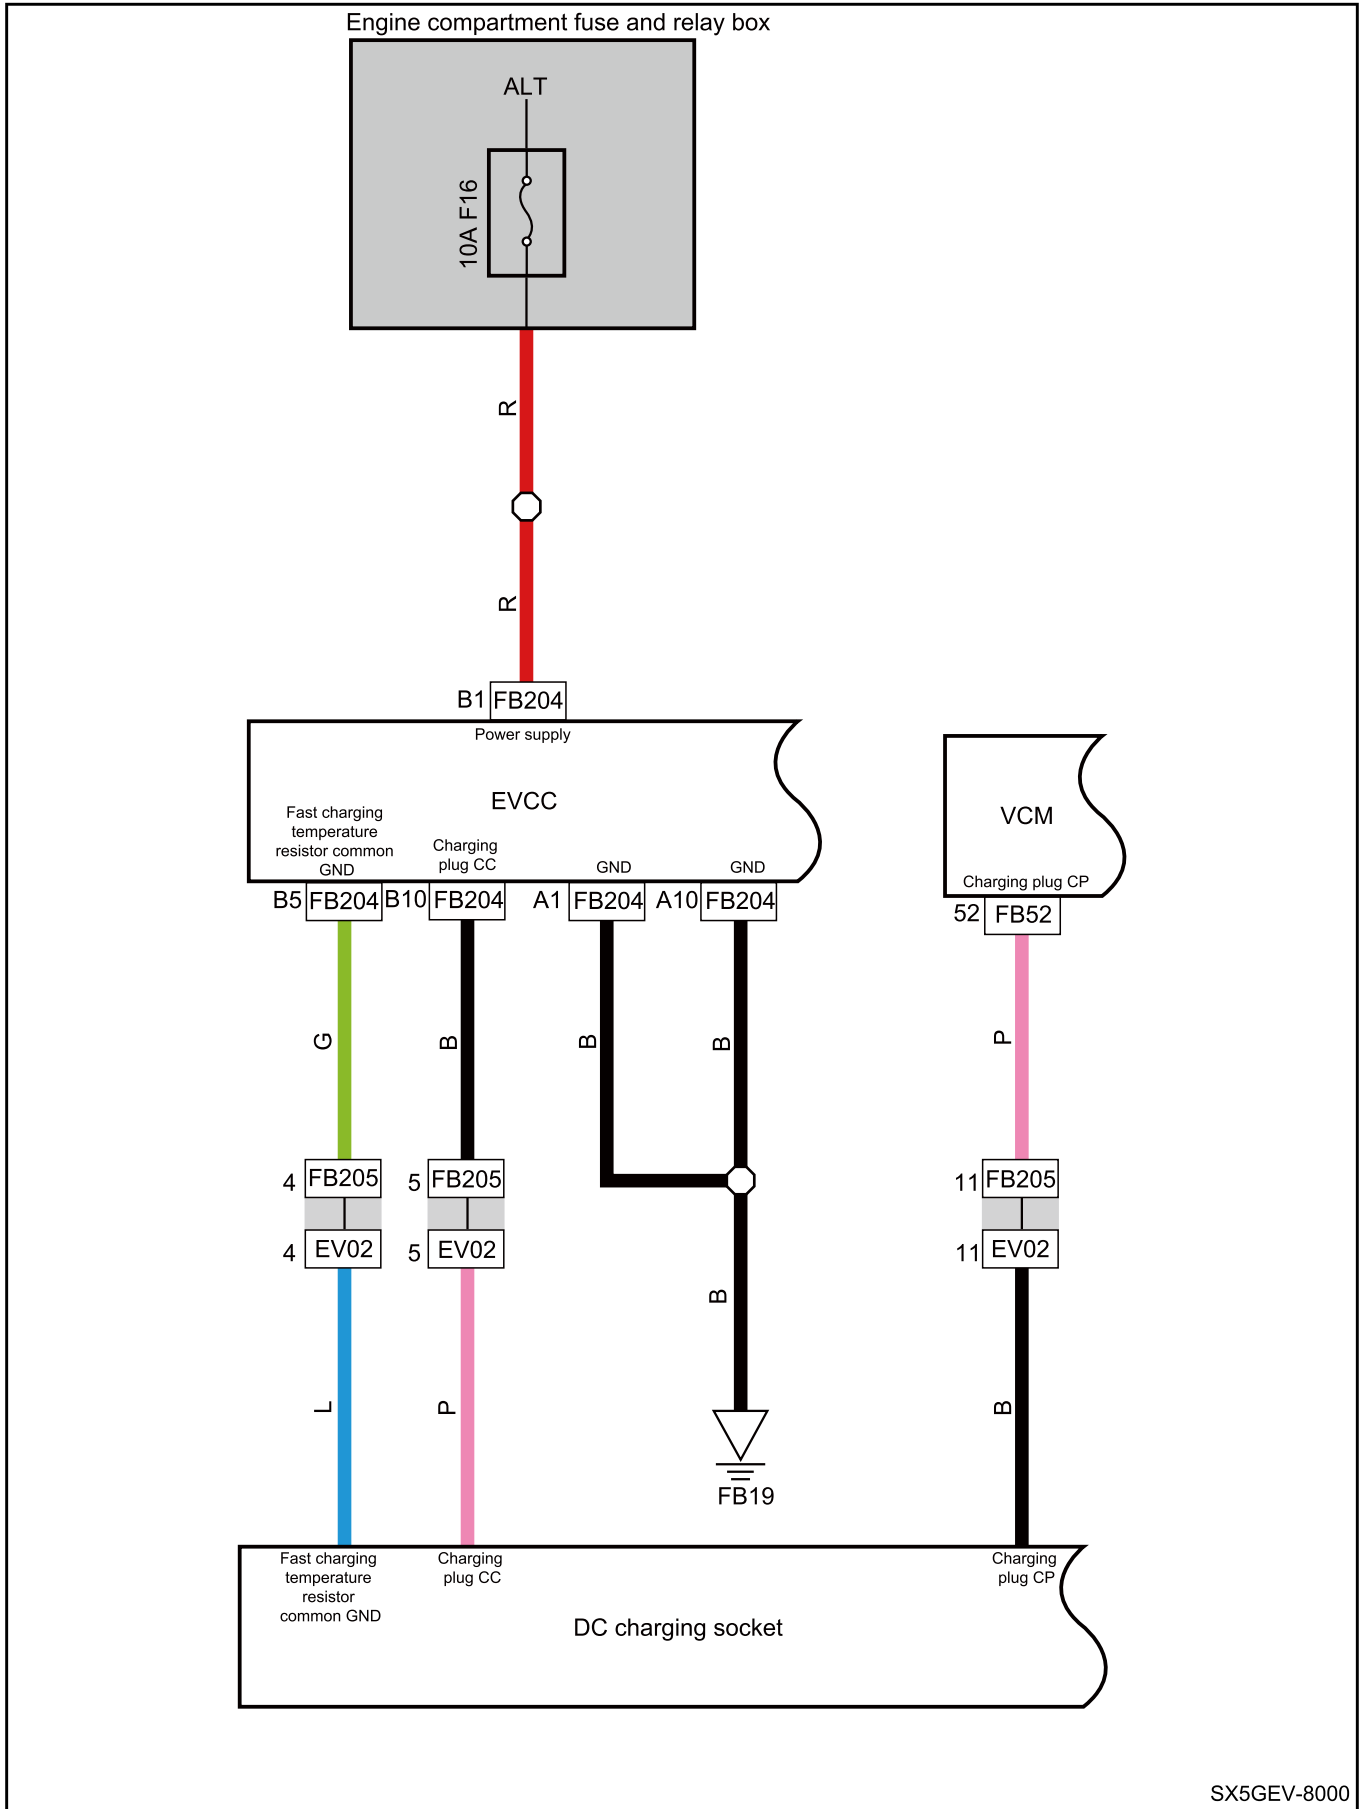 Engine compartment fuse and relay box
ALT
10A F16
R
R
B1 FB204
Power supply
EVCC
Fast charging
temperature
resistor common
GND
Charging
plug CC
GND
GND
VCM
Charging plug CP
B5 FB204 B10 FB204 A1 FB204 A10 FB204
52 FB52
G
B
B
B
P
4 FB205 5 FB205 11 FB205
4 EV02 5 EV02 11 EV02
B
L
P
B
FB19
Fast charging
temperature
resistor
common GND
Charging
plug CC
Charging
plug CP
DC charging socket
SX5GEV-8000